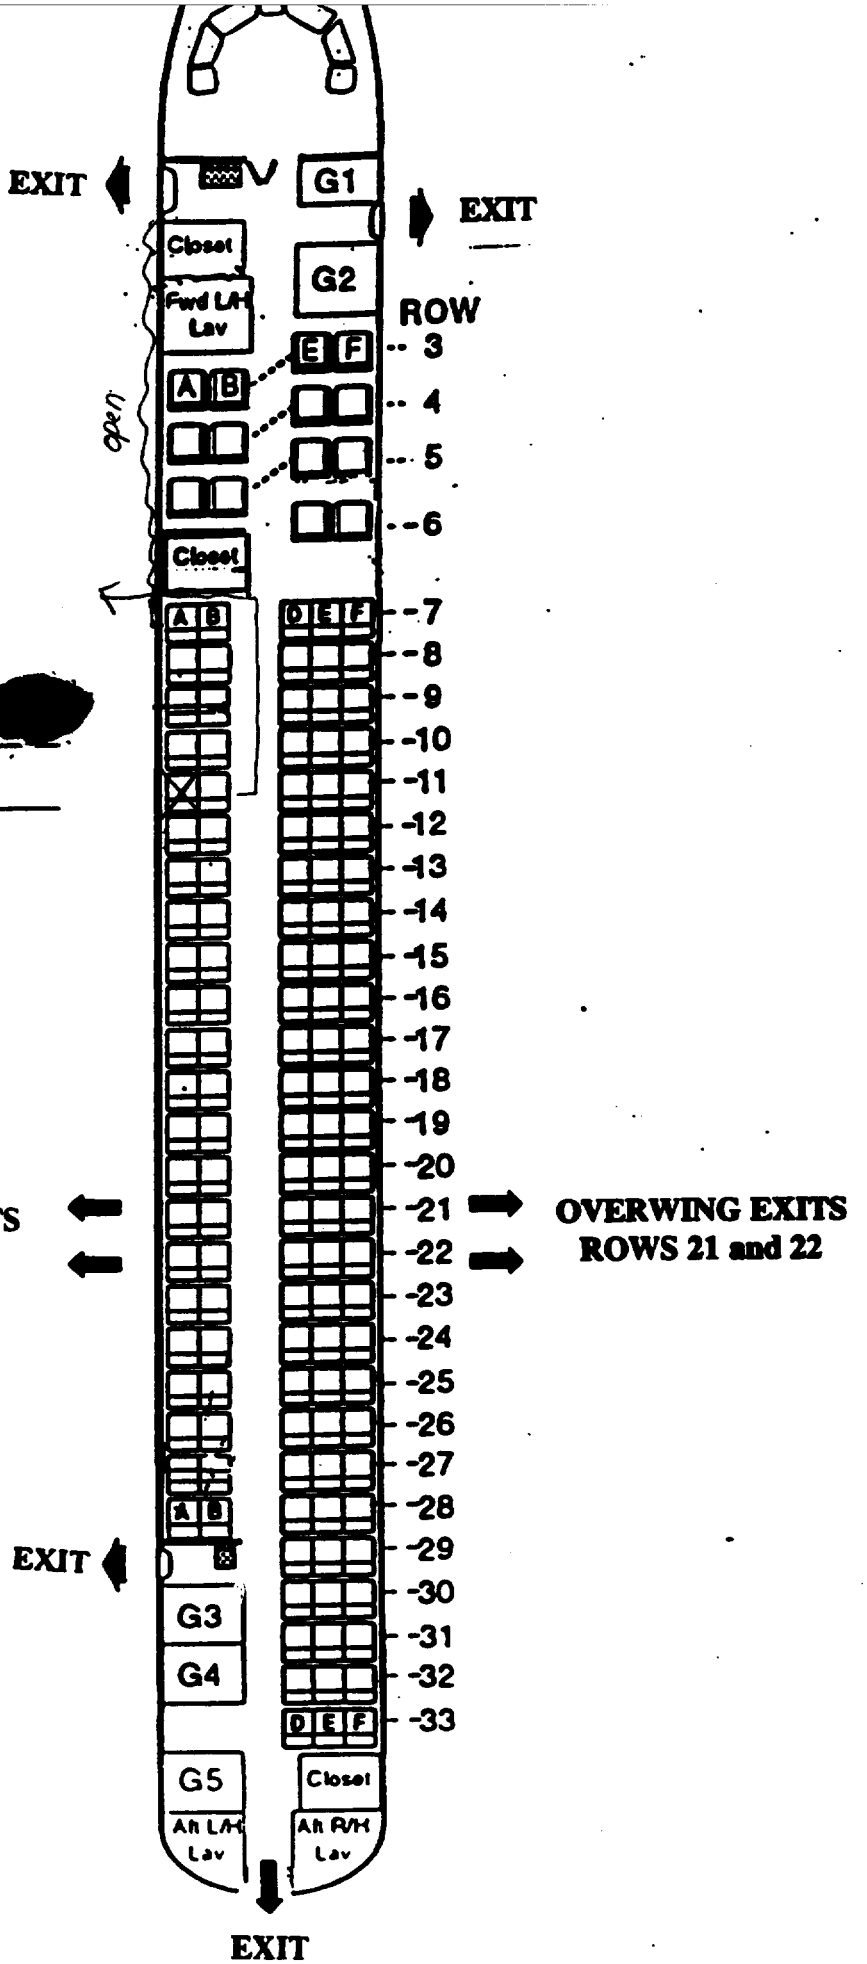 EXIT
G1
EXIT
Closet
G2
Fwd L/H
Lav
ROW
E F -- 3
A B
-- 4
open
-- 5
--6
Closet
A B D E F -7
-8
-9
-10
-11
-12
-13
-14
-15
-16
-17
-18
-19
-20
TS -21 OVERWING EXITS
-22 ROWS 21 and 22
-23
-24
-25
-26
-27
A B -28
EXIT -29
-30
G3
-31
G4 -32
D E F -33
G5 Closet
Aft L/H Aft R/H
Lav Lav
EXIT